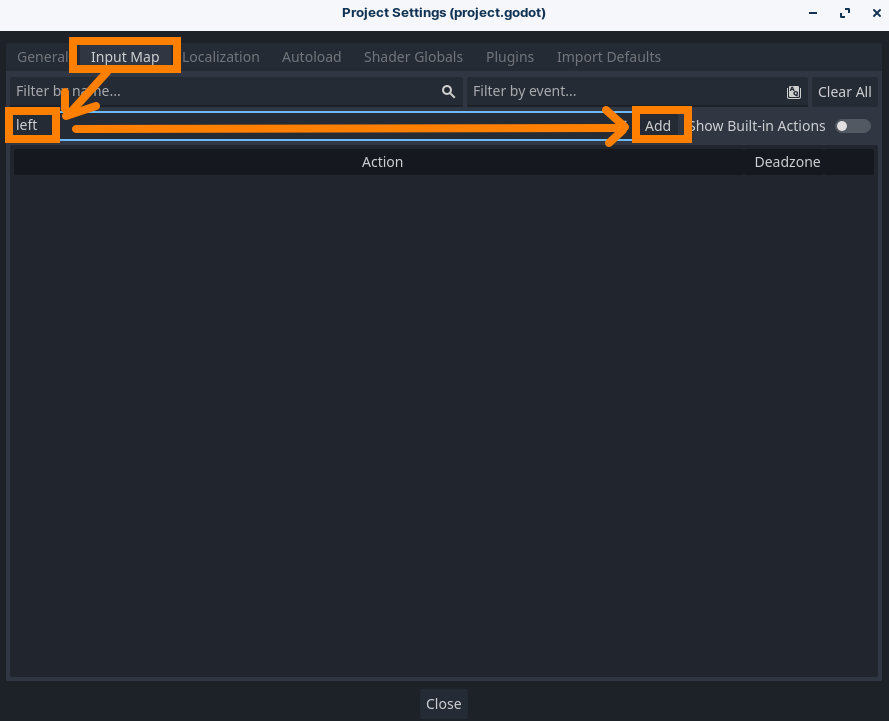 Project Settings (project.godot)
General Input Map Localization Autoload Shader Globals Plugins Import Defaults
Filter by name... Filter by event... Clear All
left Add Show Built-in Actions
Action Deadzone
Close